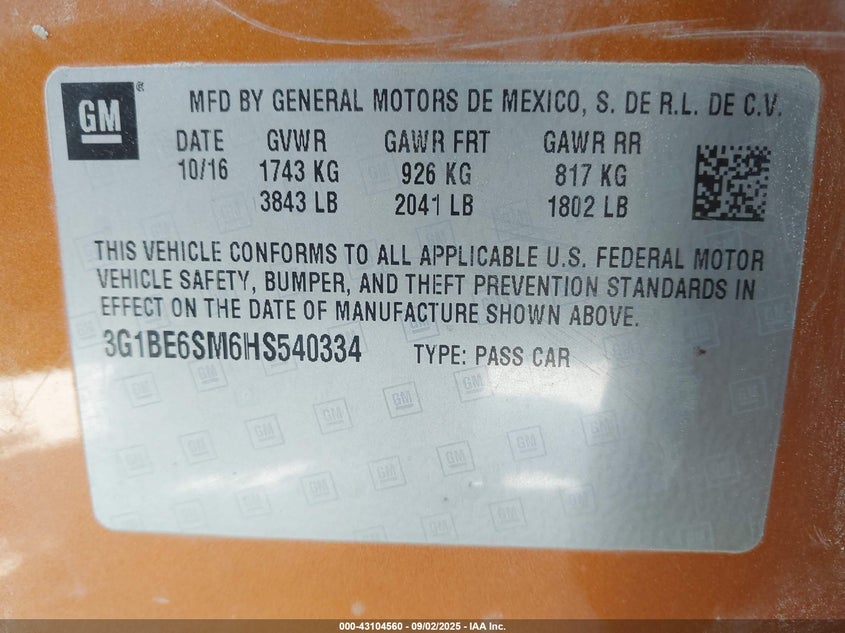 GM
®
MFD BY GENERAL MOTORS DE MEXICO, S. DE R.L. DE C.V.
DATE GVWR GAWR FRT GAWR RR
10/16 1743 KG 926 KG 817 KG
3843 LB 2041 LB 1802 LB
THIS VEHICLE CONFORMS TO ALL APPLICABLE U.S. FEDERAL MOTOR
VEHICLE SAFETY, BUMPER, AND THEFT PREVENTION STANDARDS IN
EFFECT ON THE DATE OF MANUFACTURE SHOWN ABOVE.
3G1BE6SM6HS540334 TYPE: PASS CAR
000-43104560 - 09/02/2025 - IAA Inc.